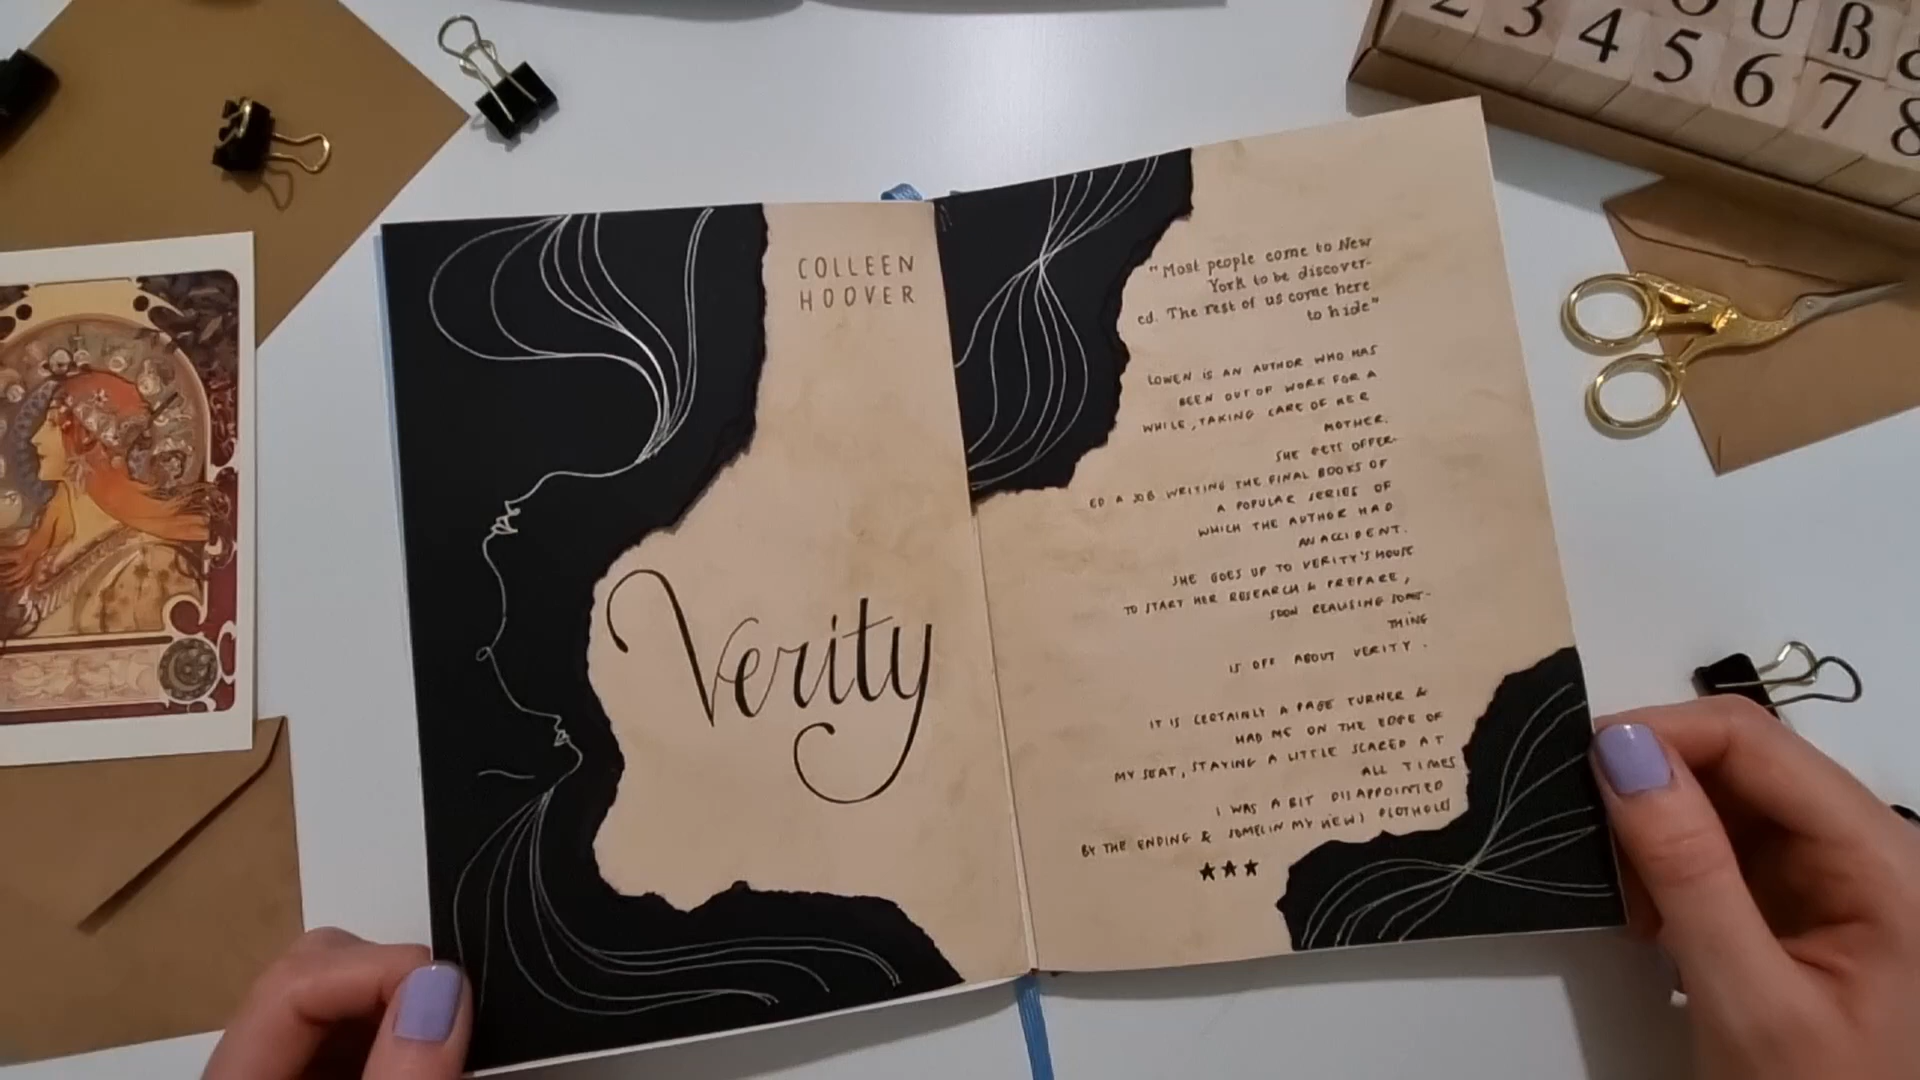 COLLEEN
HOOVER
Verity
"Most people come to New
York to be discover-
ed. The rest of us come here
to hide"
LOWEN IS AN AUTHOR WHO HAS
BEEN OUT OF WORK FOR A
WHILE, TAKING CARE OF HER
MOTHER.
SHE GETS OFFER-
ED A JOB WRITING THE FINAL BOOKS OF
A POPULAR SERIES OF
WHICH THE AUTHOR HAD
AN ACCIDENT.
SHE GOES UP TO VERITY'S HOUSE
TO START HER RESEARCH & PREPARE,
SOON REALISING SOME-
THING
IS OFF ABOUT VERITY.
IT IS CERTAINLY A PAGE TURNER &
HAD ME ON THE EDGE OF
MY SEAT, STAYING A LITTLE SCARED AT
ALL TIMES
I WAS A BIT DISAPPOINTED
BY THE ENDING & SOME (IN MY VIEW) PLOTHOLES
★★★
U ß
2 3 4 5 6 7 8